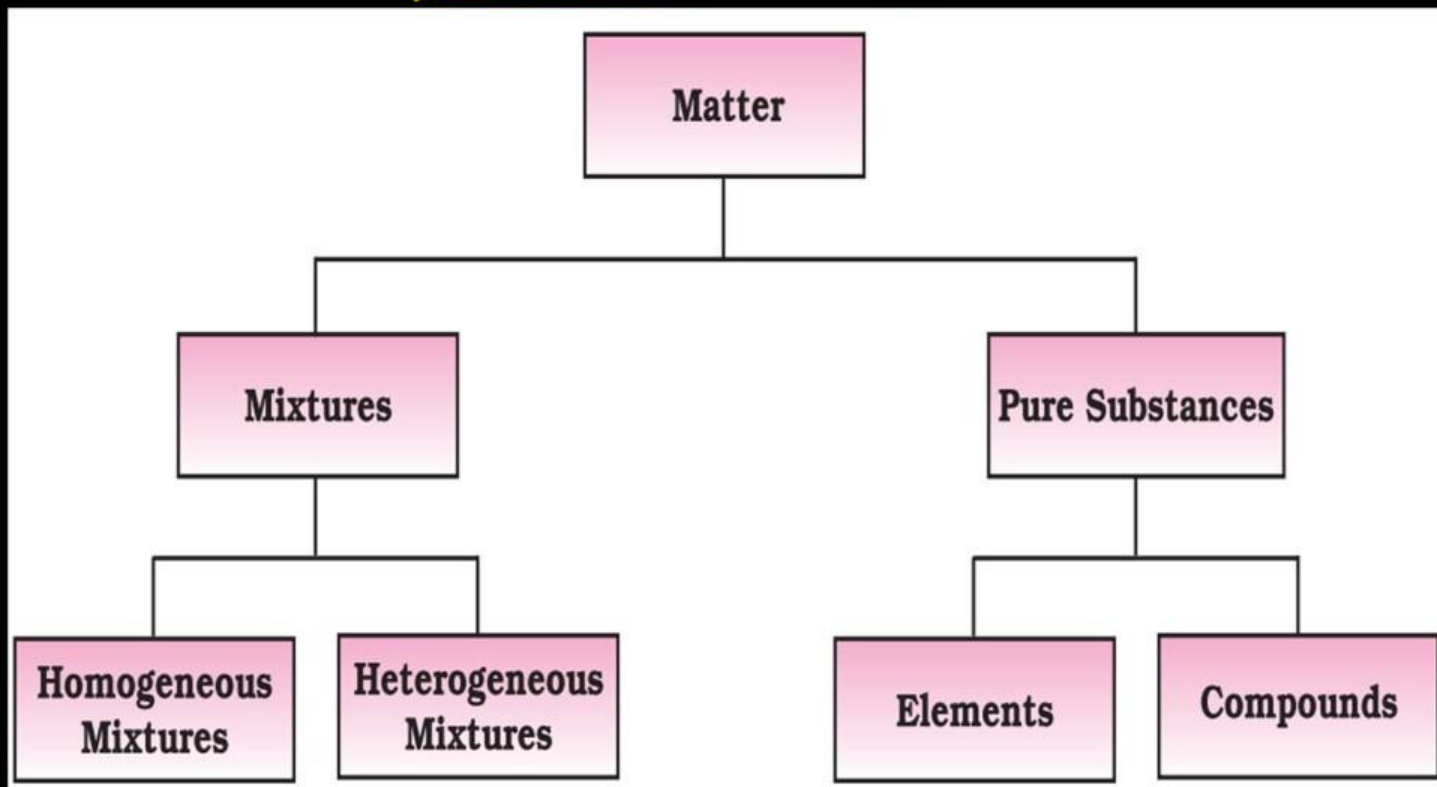 Matter
Mixtures
Pure Substances
Homogeneous
Mixtures
Heterogeneous
Mixtures
Elements
Compounds